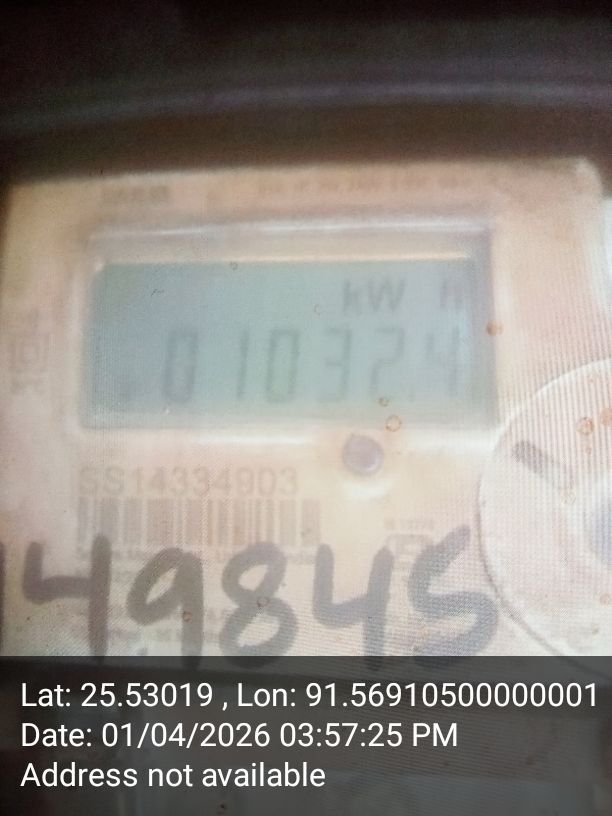 kW h
01032.4
SS14334903
49845
Lat: 25.53019 , Lon: 91.56910500000001
Date: 01/04/2026 03:57:25 PM
Address not available